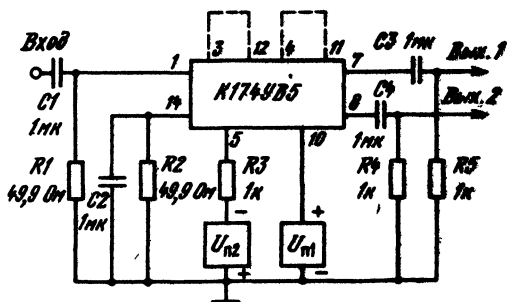 Вход
C1
1мк
R1
49,9 Ом
C2
1мк
R2
49,9 Ом
1
14
3
12
4
11
К174УВ5
7
8
5
10
R3
1к
Uп2
Uп1
−
+
+
−
C3 1мк
C4
1мк
R4
1к
R5
1к
Вых. 1
Вых. 2